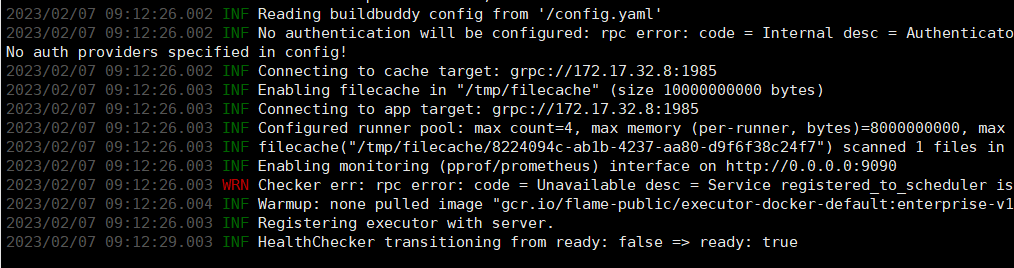 2023/02/07 09:12:26.002 INF Reading buildbuddy config from '/config.yaml'
2023/02/07 09:12:26.002 INF No authentication will be configured: rpc error: code = Internal desc = Authenticato
No auth providers specified in config!
2023/02/07 09:12:26.002 INF Connecting to cache target: grpc://172.17.32.8:1985
2023/02/07 09:12:26.003 INF Enabling filecache in "/tmp/filecache" (size 10000000000 bytes)
2023/02/07 09:12:26.003 INF Connecting to app target: grpc://172.17.32.8:1985
2023/02/07 09:12:26.003 INF Configured runner pool: max count=4, max memory (per-runner, bytes)=8000000000, max
2023/02/07 09:12:26.003 INF filecache("/tmp/filecache/8224094c-ab1b-4237-aa80-d9f6f38c24f7") scanned 1 files in
2023/02/07 09:12:26.003 INF Enabling monitoring (pprof/prometheus) interface on http://0.0.0.0:9090
2023/02/07 09:12:26.003 WRN Checker err: rpc error: code = Unavailable desc = Service registered_to_scheduler is
2023/02/07 09:12:26.004 INF Warmup: none pulled image "gcr.io/flame-public/executor-docker-default:enterprise-v1
2023/02/07 09:12:26.003 INF Registering executor with server.
2023/02/07 09:12:29.003 INF HealthChecker transitioning from ready: false => ready: true